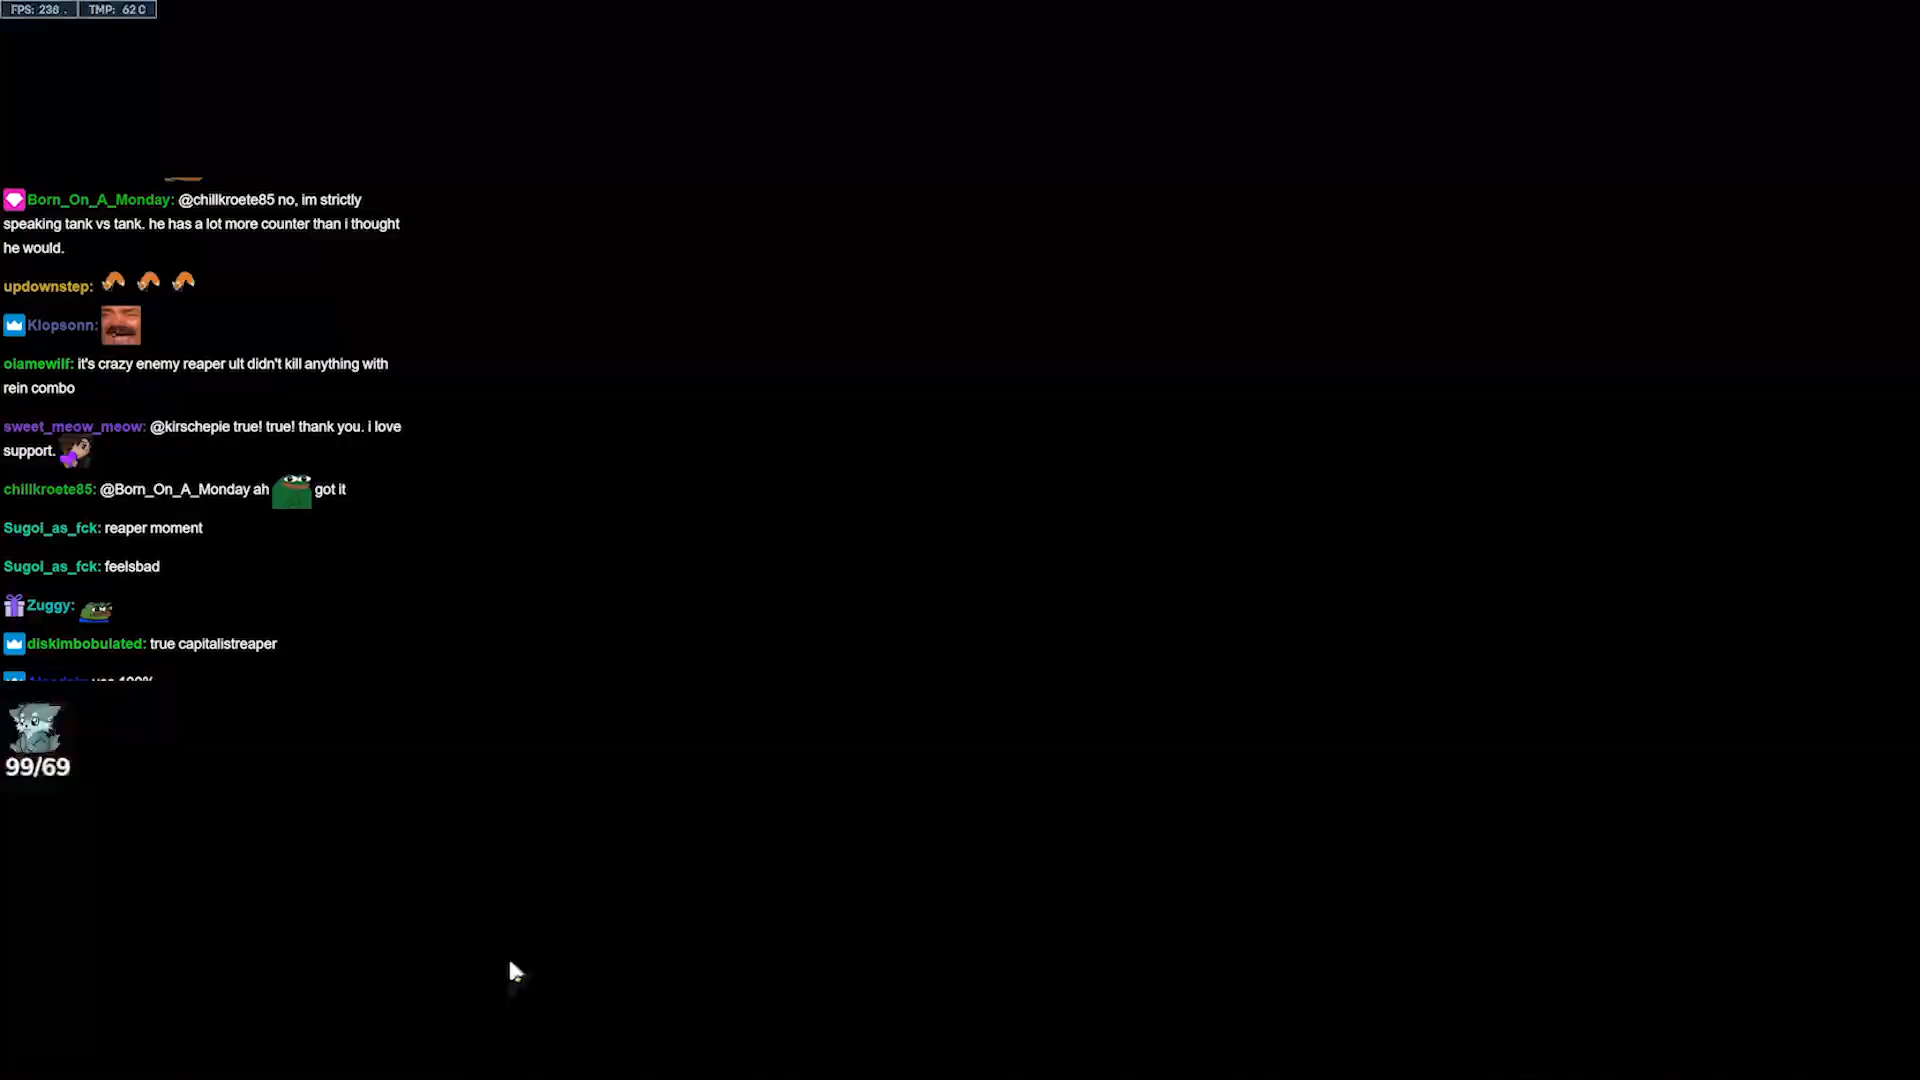 FPS: 238 .
TMP: 62 C
Born_On_A_Monday: @chillkroete85 no, im strictly
speaking tank vs tank. he has a lot more counter than i thought
he would.
updownstep:
Klopsonn:
oiamewilf: it's crazy enemy reaper ult didn't kill anything with
rein combo
sweet_meow_meow: @kirschepie true! true! thank you. i love
support.
chillkroete85: @Born_On_A_Monday ah got it
Sugoi_as_fck: reaper moment
Sugoi_as_fck: feelsbad
Zuggy:
diskimbobulated: true capitalistreaper
yes 100%
99/69